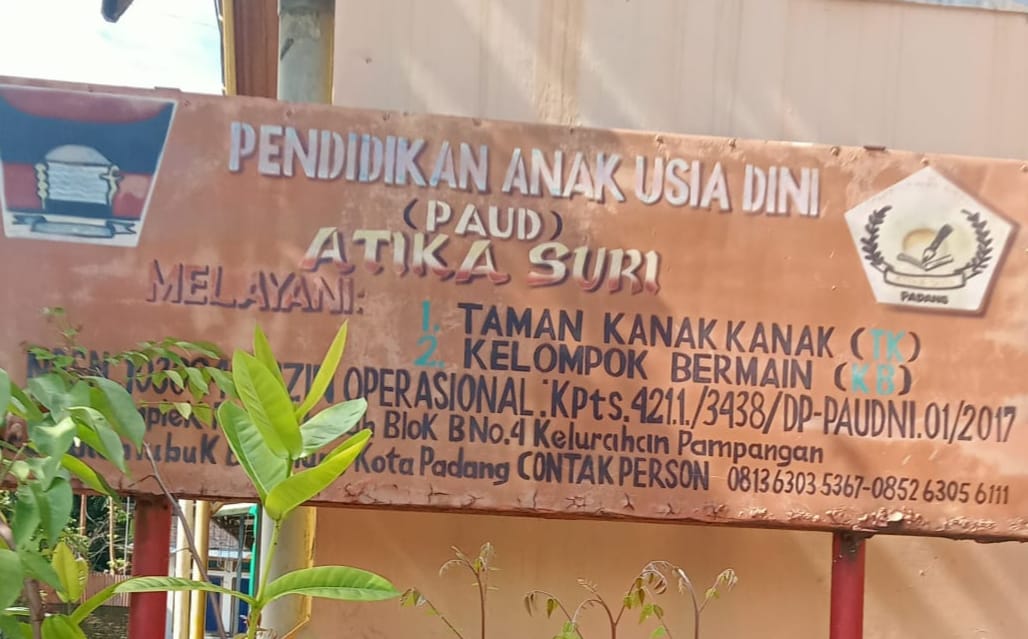 PENDIDIKAN ANAK USIA DINI
(PAUD)
ATIKA SURI
PADANG
MELAYANI:
1. TAMAN KANAK KANAK (TK)
2. KELOMPOK BERMAIN (KB)
OPERASIONAL:Kpts.421.1./3438/DP-PAUDNI.01/2017
Blok B No.4 Kelurahan Pampangan
Kota Padang CONTAK PERSON 0813 6303 5367-0852 6305 6111